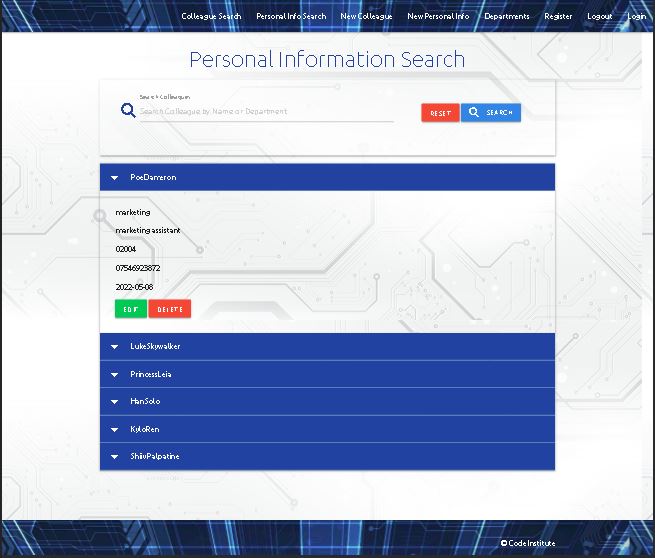 Colleague Search Personal Info Search New Colleague New Personal Info Departments Register Logout Login
Personal Information Search
Search Colleagues
Search Colleague by Name or Department
RESET SEARCH
PoeDameron
marketing
marketing assistant
02004
07546923872
2022-05-08
EDIT DELETE
LukeSkywalker
PrincessLeia
HanSolo
KyloRen
ShiivPalpatine
© Code Institute